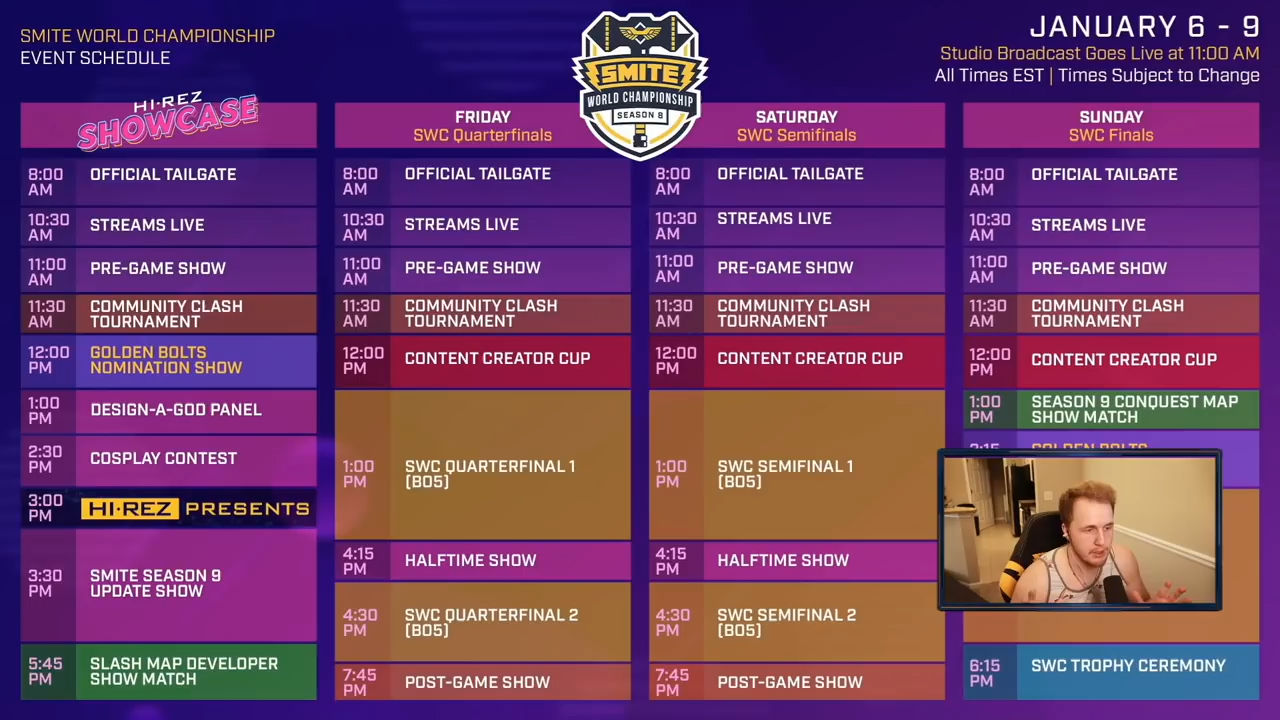 SMITE WORLD CHAMPIONSHIP
EVENT SCHEDULE
SMITE
WORLD CHAMPIONSHIP
SEASON 8
JANUARY 6 - 9
Studio Broadcast Goes Live at 11:00 AM
All Times EST | Times Subject to Change
HI-REZ
SHOWCASE
8:00 AM OFFICIAL TAILGATE
10:30 AM STREAMS LIVE
11:00 AM PRE-GAME SHOW
11:30 AM COMMUNITY CLASH
TOURNAMENT
12:00 PM GOLDEN BOLTS
NOMINATION SHOW
1:00 PM DESIGN-A-GOD PANEL
2:30 PM COSPLAY CONTEST
3:00 PM HI-REZ PRESENTS
3:30 PM SMITE SEASON 9
UPDATE SHOW
5:45 PM SLASH MAP DEVELOPER
SHOW MATCH
FRIDAY
SWC Quarterfinals
8:00 AM OFFICIAL TAILGATE
10:30 AM STREAMS LIVE
11:00 AM PRE-GAME SHOW
11:30 AM COMMUNITY CLASH
TOURNAMENT
12:00 PM CONTENT CREATOR CUP
1:00 PM SWC QUARTERFINAL 1
[BO5]
4:15 PM HALFTIME SHOW
4:30 PM SWC QUARTERFINAL 2
[BO5]
7:45 PM POST-GAME SHOW
SATURDAY
SWC Semifinals
8:00 AM OFFICIAL TAILGATE
10:30 AM STREAMS LIVE
11:00 AM PRE-GAME SHOW
11:30 AM COMMUNITY CLASH
TOURNAMENT
12:00 PM CONTENT CREATOR CUP
1:00 PM SWC SEMIFINAL 1
[BO5]
4:15 PM HALFTIME SHOW
4:30 PM SWC SEMIFINAL 2
[BO5]
7:45 PM POST-GAME SHOW
SUNDAY
SWC Finals
8:00 AM OFFICIAL TAILGATE
10:30 AM STREAMS LIVE
11:00 AM PRE-GAME SHOW
11:30 AM COMMUNITY CLASH
TOURNAMENT
12:00 PM CONTENT CREATOR CUP
1:00 PM SEASON 9 CONQUEST MAP
SHOW MATCH
GOLDEN BOLTS
6:15 PM SWC TROPHY CEREMONY